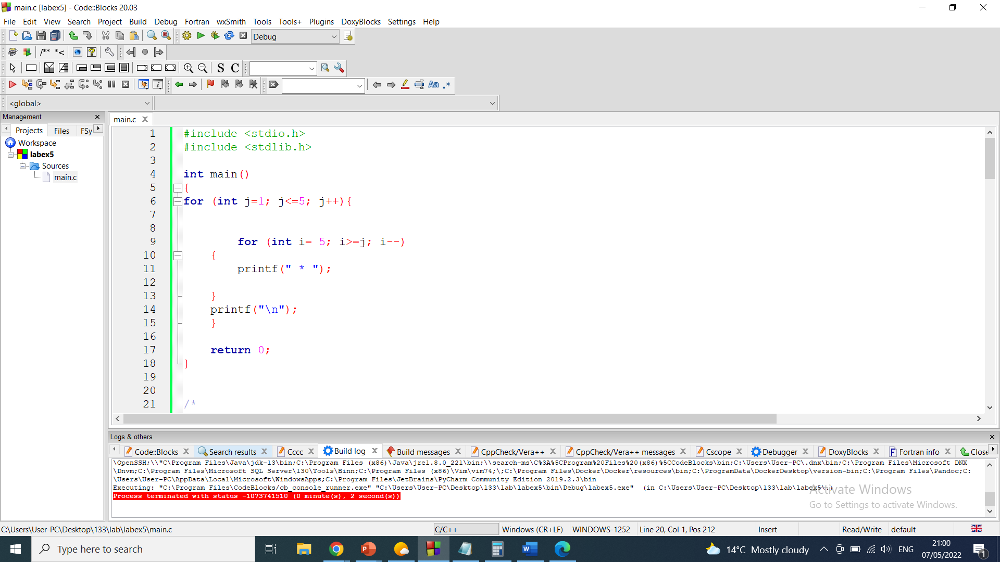 main.c [labex5] - Code::Blocks 20.03
File Edit View Search Project Build Debug Fortran wxSmith Tools Tools+ Plugins DoxyBlocks Settings Help
Debug
/** *<
S C
Aa .*
<global>
Management
main.c
Projects Files FSy
Workspace
labex5
Sources
main.c
1 #include <stdio.h>
2 #include <stdlib.h>
3
4 int main()
5 {
6 for (int j=1; j<=5; j++){
7
8
9 for (int i= 5; i>=j; i--)
10 {
11 printf(" * ");
12
13 }
14 printf("\n");
15 }
16
17 return 0;
18 }
19
20
21 /*
Logs & others
Code::Blocks Search results Cccc Build log Build messages CppCheck/Vera++ CppCheck/Vera++ messages Cscope Debugger DoxyBlocks Fortran info Close
\OpenSSH;\\"C\Program Files\Java\jdk-13\bin;C:\Program Files (x86)\Java\jre1.8.0_221\bin;\\search-ms\C%3A%5CProgram%20Files%20(x86)%5CCodeBlocks\bin;C:\Users\User-PC\.dnx\bin;C:\Program Files\Microsoft DNX
\Dnvm;C:\Program Files\Microsoft SQL Server\130\Tools\Binn;C:\Program Files (x86)\Vim\vim74;\;C:\Program Files\Docker\Docker\resources\bin;C:\ProgramData\DockerDesktop\version-bin;C:\Program Files\Pandoc;C:
\Users\User-PC\AppData\Local\Microsoft\WindowsApps;C:\Program Files\JetBrains\PyCharm Community Edition 2019.2.3\bin
Executing: "C:\Program Files\CodeBlocks/cb_console_runner.exe" "C:\Users\User-PC\Desktop\133\lab\labex5\bin\Debug\labex5.exe" (in C:\Users\User-PC\Desktop\133\lab\labex5\.)
Process terminated with status -1073741510 (0 minute(s), 2 second(s))
Activate Windows
Go to Settings to activate Windows.
C:\Users\User-PC\Desktop\133\lab\labex5\main.c C/C++ Windows (CR+LF) WINDOWS-1252 Line 20, Col 1, Pos 212 Insert Read/Write default
Type here to search
14°C Mostly cloudy ENG
21:00
07/05/2022
1